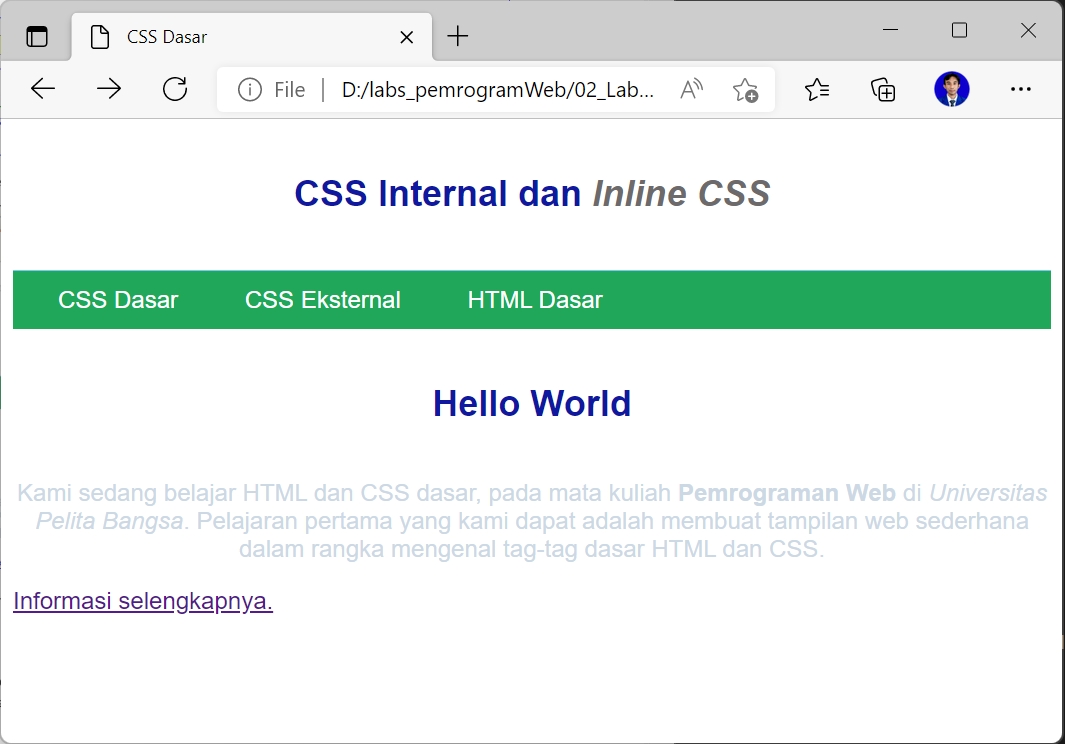 CSS Dasar
File | D:/labs_pemrogramWeb/02_Lab...
CSS Internal dan Inline CSS
CSS Dasar CSS Eksternal HTML Dasar
Hello World
Kami sedang belajar HTML dan CSS dasar, pada mata kuliah Pemrograman Web di Universitas
Pelita Bangsa. Pelajaran pertama yang kami dapat adalah membuat tampilan web sederhana
dalam rangka mengenal tag-tag dasar HTML dan CSS.
Informasi selengkapnya.